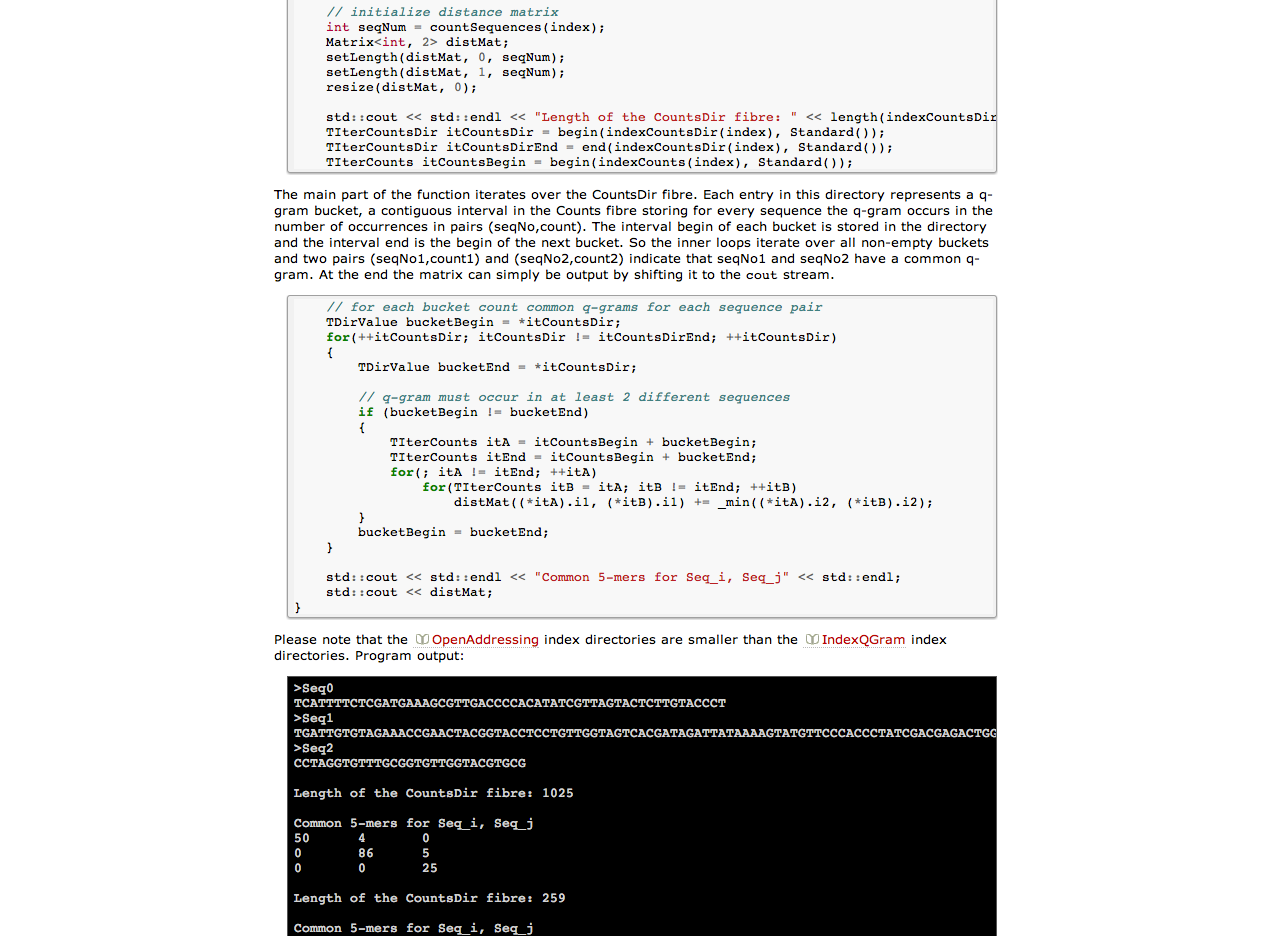 // initialize distance matrix
int seqNum = countSequences(index);
Matrix<int, 2> distMat;
setLength(distMat, 0, seqNum);
setLength(distMat, 1, seqNum);
resize(distMat, 0);
std::cout << std::endl << "Length of the CountsDir fibre: " << length(indexCountsDir
TIterCountsDir itCountsDir = begin(indexCountsDir(index), Standard());
TIterCountsDir itCountsDirEnd = end(indexCountsDir(index), Standard());
TIterCounts itCountsBegin = begin(indexCounts(index), Standard());
The main part of the function iterates over the CountsDir fibre. Each entry in this directory represents a q-
gram bucket, a contiguous interval in the Counts fibre storing for every sequence the q-gram occurs in the
number of occurrences in pairs (seqNo,count). The interval begin of each bucket is stored in the directory
and the interval end is the begin of the next bucket. So the inner loops iterate over all non-empty buckets
and two pairs (seqNo1,count1) and (seqNo2,count2) indicate that seqNo1 and seqNo2 have a common q-
gram. At the end the matrix can simply be output by shifting it to the cout stream.
// for each bucket count common q-grams for each sequence pair
TDirValue bucketBegin = *itCountsDir;
for(++itCountsDir; itCountsDir != itCountsDirEnd; ++itCountsDir)
{
TDirValue bucketEnd = *itCountsDir;
// q-gram must occur in at least 2 different sequences
if (bucketBegin != bucketEnd)
{
TIterCounts itA = itCountsBegin + bucketBegin;
TIterCounts itEnd = itCountsBegin + bucketEnd;
for(; itA != itEnd; ++itA)
for(TIterCounts itB = itA; itB != itEnd; ++itB)
distMat((*itA).i1, (*itB).i1) += _min((*itA).i2, (*itB).i2);
}
bucketBegin = bucketEnd;
}
std::cout << std::endl << "Common 5-mers for Seq_i, Seq_j" << std::endl;
std::cout << distMat;
}
Please note that the OpenAddressing index directories are smaller than the IndexQGram index
directories. Program output:
>Seq0
TCATTTTCTCGATGAAAGCGTTGACCCCACATATCGTTAGTACTCTTGTACCCT
>Seq1
TGATTGTGTAGAAACCGAACTACGGTACCTCCTGTTGGTAGTCACGATAGATTATAAAAGTATGTTCCCACCCTATCGACGAGACTGG
>Seq2
CCTAGGTGTTTGCGGTGTTGGTACGTGCG
Length of the CountsDir fibre: 1025
Common 5-mers for Seq_i, Seq_j
50 4 0
0 86 5
0 0 25
Length of the CountsDir fibre: 259
Common 5-mers for Seq_i, Seq_j